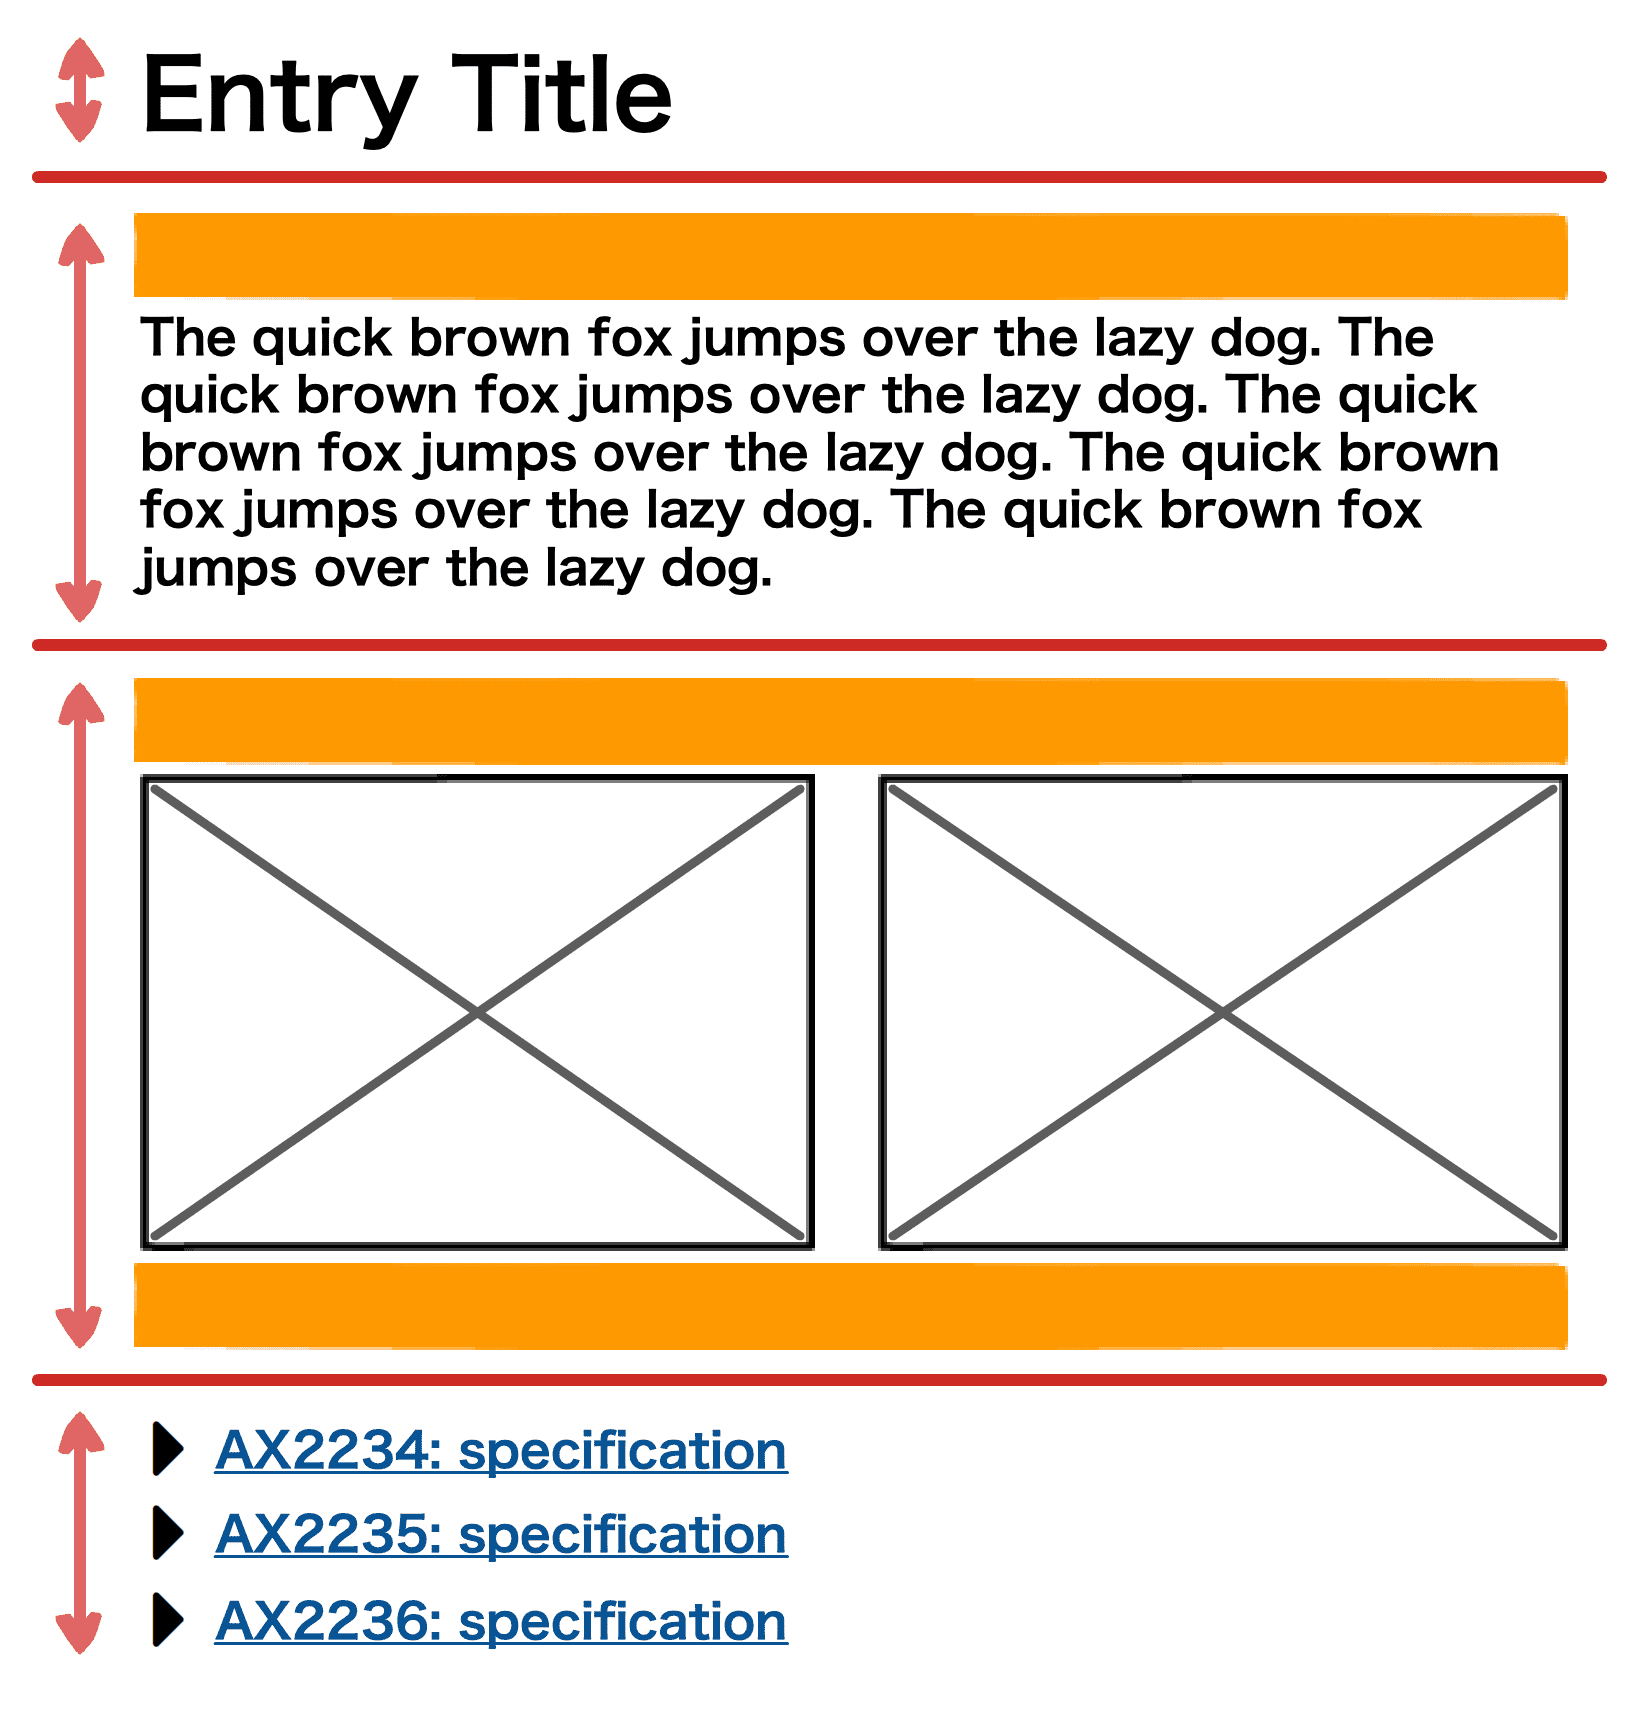 Entry Title
The quick brown fox jumps over the lazy dog. The
quick brown fox jumps over the lazy dog. The quick
brown fox jumps over the lazy dog. The quick brown
fox jumps over the lazy dog. The quick brown fox
jumps over the lazy dog.
AX2234: specification
AX2235: specification
AX2236: specification